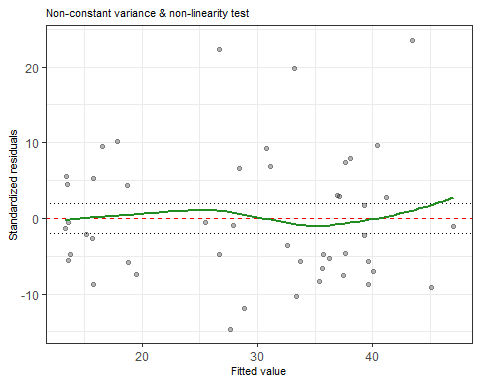 Non-constant variance & non-linearity test
Standardized residuals
20
10
0
-10
20
30
40
Fitted value